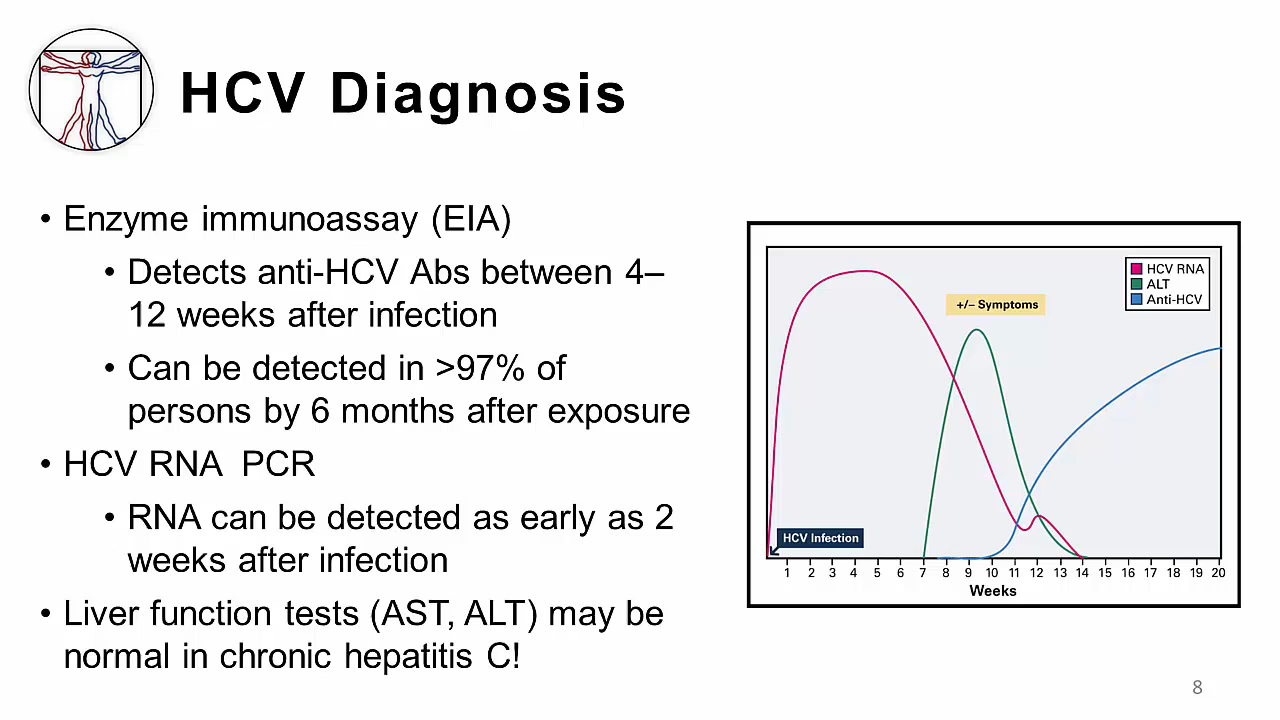 HCV Diagnosis
• Enzyme immunoassay (EIA)
• Detects anti-HCV Abs between 4–
12 weeks after infection
• Can be detected in >97% of
persons by 6 months after exposure
• HCV RNA  PCR
• RNA can be detected as early as 2
weeks after infection
• Liver function tests (AST, ALT) may be
normal in chronic hepatitis C!
HCV RNA
ALT
Anti-HCV
+/– Symptoms
HCV Infection
1 2 3 4 5 6 7 8 9 10 11 12 13 14 15 16 17 18 19 20
Weeks
8